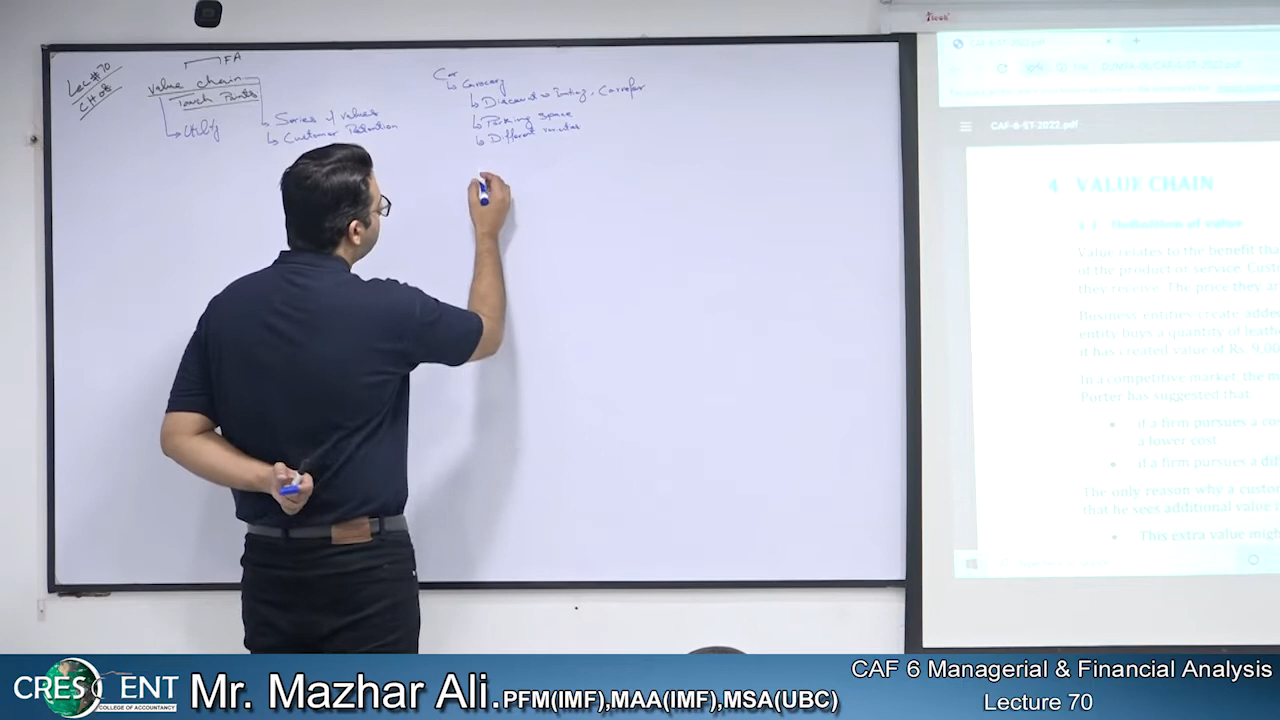 Lec#70
CH 08
FA
Value chain
Touch Points
Utility
Series of values
Customer Retention
Grocery
Discount
Parking space
Different
CAF-6-ST-2022.pdf
4. VALUE CHAIN
4.1 Definition of value
Value relates to the benefit tha
of the product or service. Cust
they receive. The price they ar
Business entities create adde
entity buys a quantity of leath
it has created value of Rs. 9,00
In a competitive market, the m
Porter has suggested that:
if a firm pursues a cos
a lower cost
if a firm pursues a dif
The only reason why a custo
that he sees additional value
This extra value migh
CRESCENT
COLLEGE OF ACCOUNTANCY
Mr. Mazhar Ali.PFM(IMF),MAA(IMF),MSA(UBC)
CAF 6 Managerial & Financial Analysis
Lecture 70